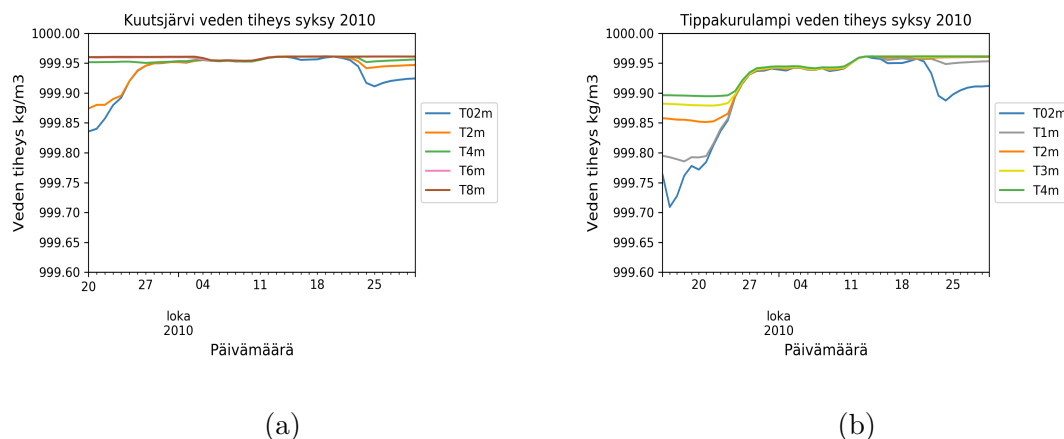 Kuutsjärvi veden tiheys syksy 2010
1000.00
999.95
999.90
999.85
999.80
999.75
999.70
999.65
999.60
Veden tiheys kg/m3
20 27 04 11 18 25
loka
2010
Päivämäärä
T02m
T2m
T4m
T6m
T8m
(a)
Tippakurulampi veden tiheys syksy 2010
1000.00
999.95
999.90
999.85
999.80
999.75
999.70
999.65
999.60
Veden tiheys kg/m3
20 27 04 11 18 25
loka
2010
Päivämäärä
T02m
T1m
T2m
T3m
T4m
(b)